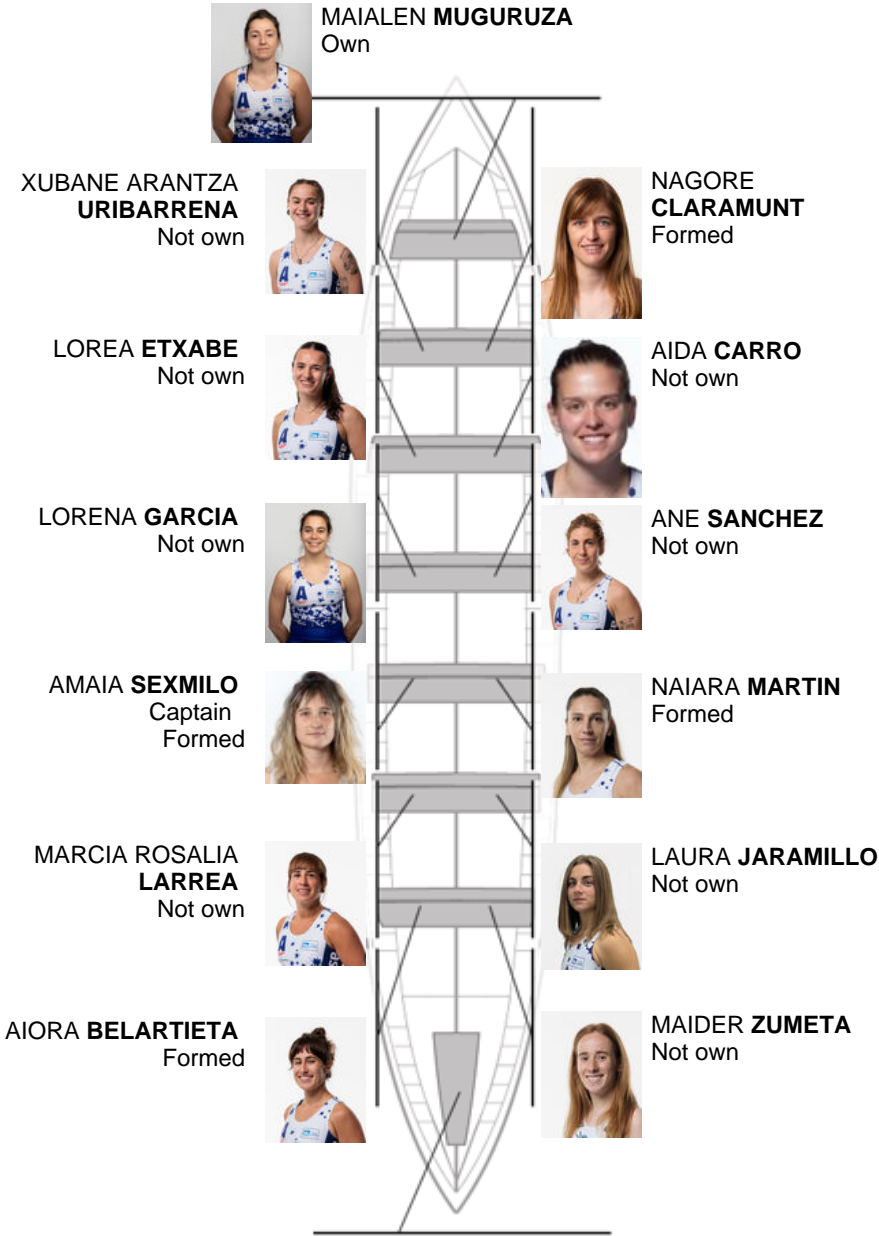 MAIALEN MUGURUZA
Own
XUBANE ARANTZA
URIBARRENA
Not own
NAGORE
CLARAMUNT
Formed
LOREA ETXABE
Not own
AIDA CARRO
Not own
LORENA GARCIA
Not own
ANE SANCHEZ
Not own
AMAIA SEXMILO
Captain
Formed
NAIARA MARTIN
Formed
MARCIA ROSALIA
LARREA
Not own
LAURA JARAMILLO
Not own
AIORA BELARTIETA
Formed
MAIDER ZUMETA
Not own